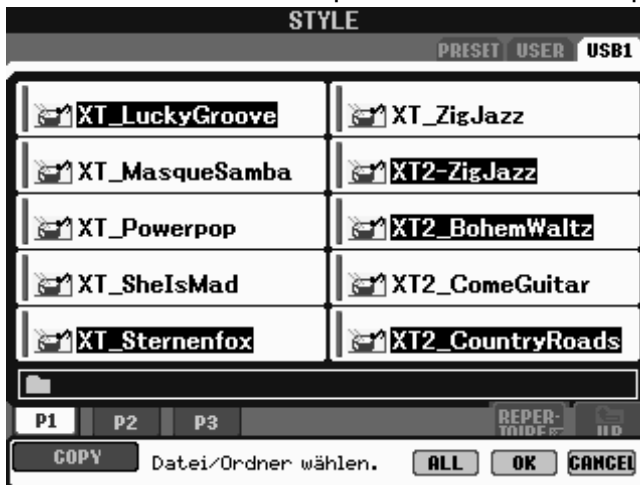 STYLE
PRESET USER USB1
XT_LuckyGroove XT_ZigJazz
XT_MasqueSamba XT2-ZigJazz
XT_Powerpop XT2_BohemWaltz
XT_SheIsMad XT2_ComeGuitar
XT_Sternenfox XT2_CountryRoads
P1 P2 P3 REPER-
TOIRE UP
COPY Datei/Ordner wählen. ALL OK CANCEL